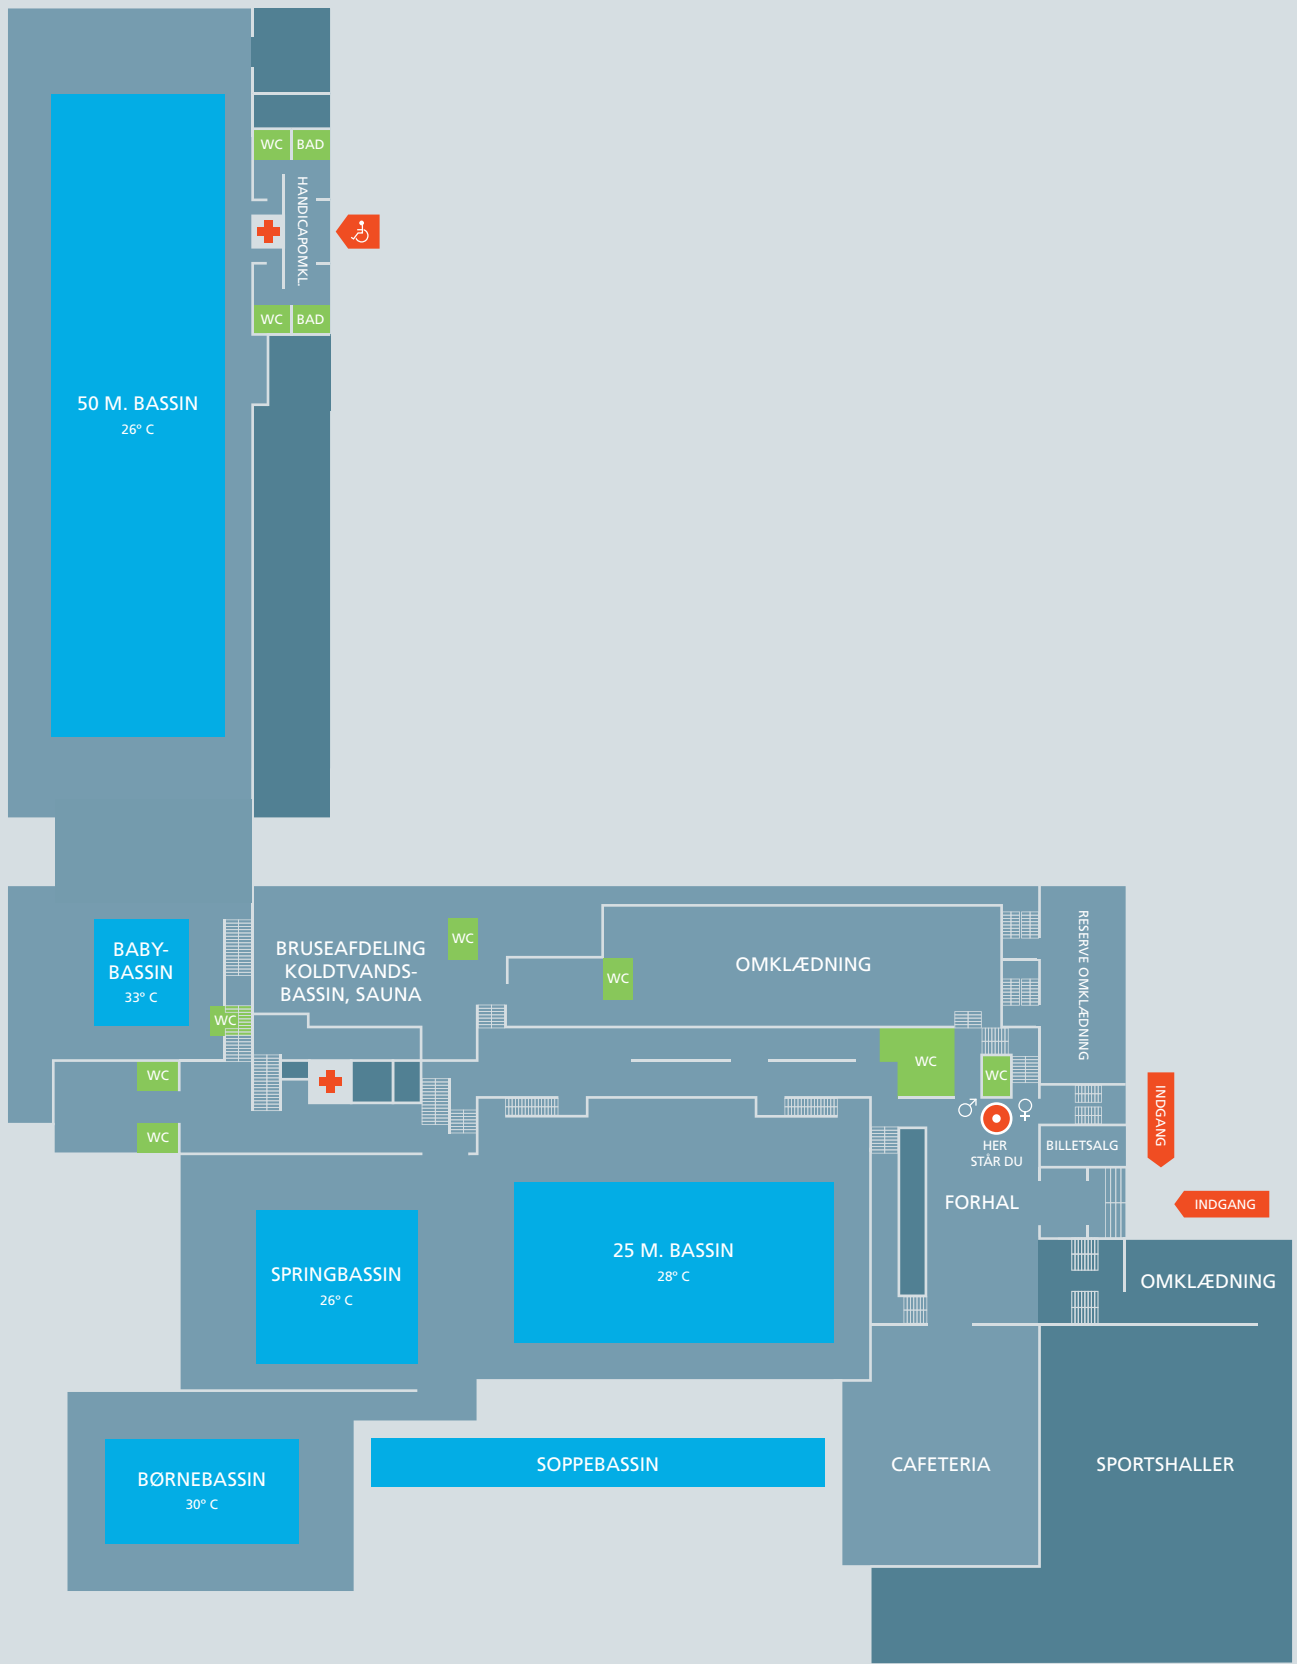 WC
BAD
HANDICAPOMKL.
WC
BAD
50 M. BASSIN
26° C
BABY-
BASSIN
33° C
WC
BRUSEAFDELING
KOLDTVANDS-
BASSIN, SAUNA
WC
WC
OMKLÆDNING
RESERVE OMKLÆDNING
WC
WC
WC
WC
INDGANG
HER
STÅR DU
BILLETSALG
FORHAL
INDGANG
SPRINGBASSIN
26° C
25 M. BASSIN
28° C
OMKLÆDNING
BØRNEBASSIN
30° C
SOPPEBASSIN
CAFETERIA
SPORTSHALLER